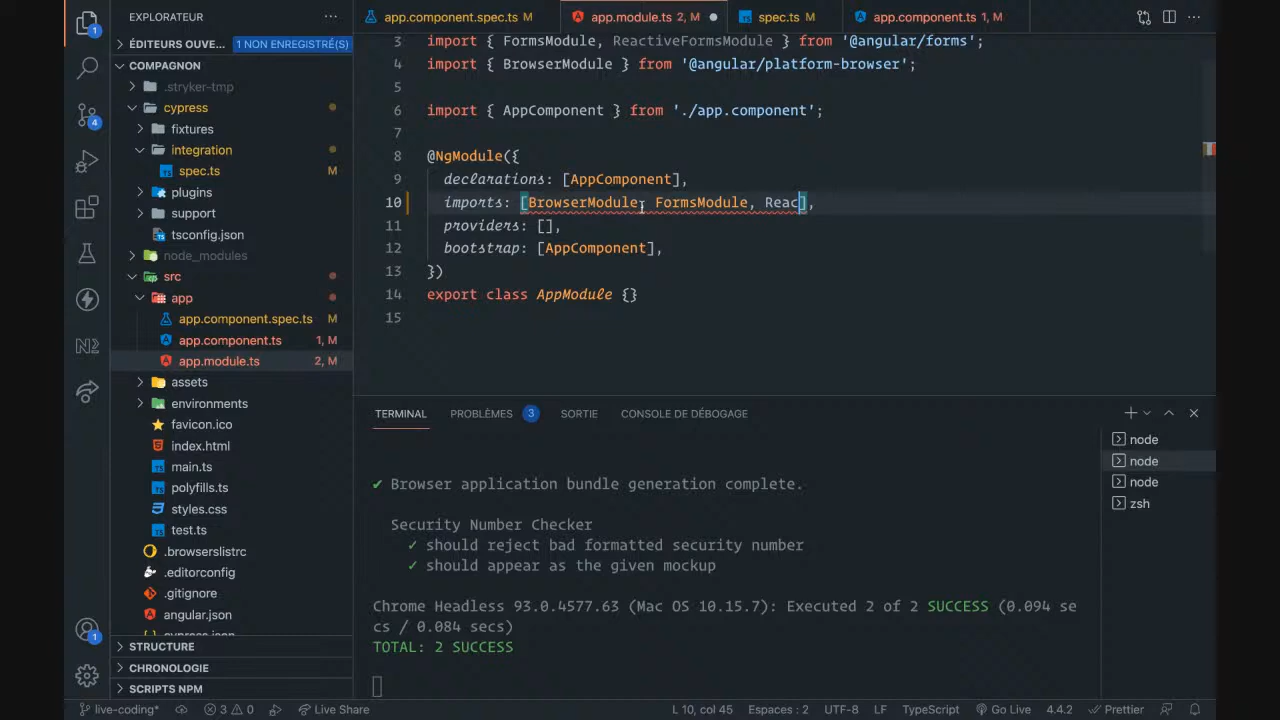 EXPLORATEUR
ÉDITEURS OUVE... 1 NON ENREGISTRÉ(S)
COMPAGNON
.stryker-tmp
cypress
fixtures
integration
spec.ts M
plugins
support
tsconfig.json
node_modules
src
app
app.component.spec.ts M
app.component.ts 1, M
app.module.ts 2, M
assets
environments
favicon.ico
index.html
main.ts
polyfills.ts
styles.css
test.ts
.browserslistrc
.editorconfig
.gitignore
angular.json
cypress.json
STRUCTURE
CHRONOLOGIE
SCRIPTS NPM
1
4
N2
1
app.component.spec.ts M app.module.ts 2, M spec.ts M app.component.ts 1, M
3 import { FormsModule, ReactiveFormsModule } from '@angular/forms';
4 import { BrowserModule } from '@angular/platform-browser';
5
6 import { AppComponent } from './app.component';
7
8 @NgModule({
9 declarations: [AppComponent],
10 imports: [BrowserModule, FormsModule, Reac],
11 providers: [],
12 bootstrap: [AppComponent],
13 })
14 export class AppModule {}
15
TERMINAL PROBLÈMES 3 SORTIE CONSOLE DE DÉBOGAGE
✔ Browser application bundle generation complete.
Security Number Checker
✓ should reject bad formatted security number
✓ should appear as the given mockup
Chrome Headless 93.0.4577.63 (Mac OS 10.15.7): Executed 2 of 2 SUCCESS (0.094 se
cs / 0.084 secs)
TOTAL: 2 SUCCESS
node
node
node
zsh
live-coding* 3 0 Live Share L 10, col 45 Espaces : 2 UTF-8 LF TypeScript Go Live 4.4.2 Prettier